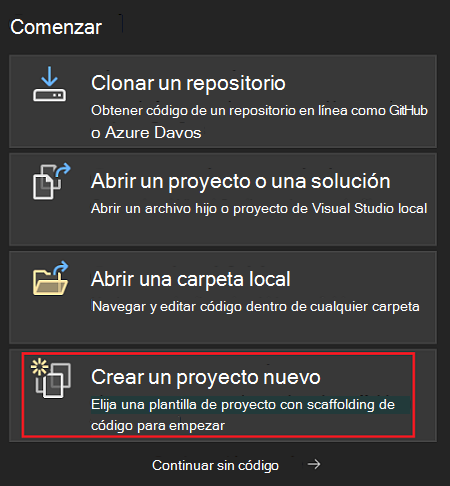 Comenzar
Clonar un repositorio
Obtener código de un repositorio en línea como GitHub
o Azure Davos
Abrir un proyecto o una solución
Abrir un archivo hijo o proyecto de Visual Studio local
Abrir una carpeta local
Navegar y editar código dentro de cualquier carpeta
Crear un proyecto nuevo
Elija una plantilla de proyecto con scaffolding de
código para empezar
Continuar sin código →